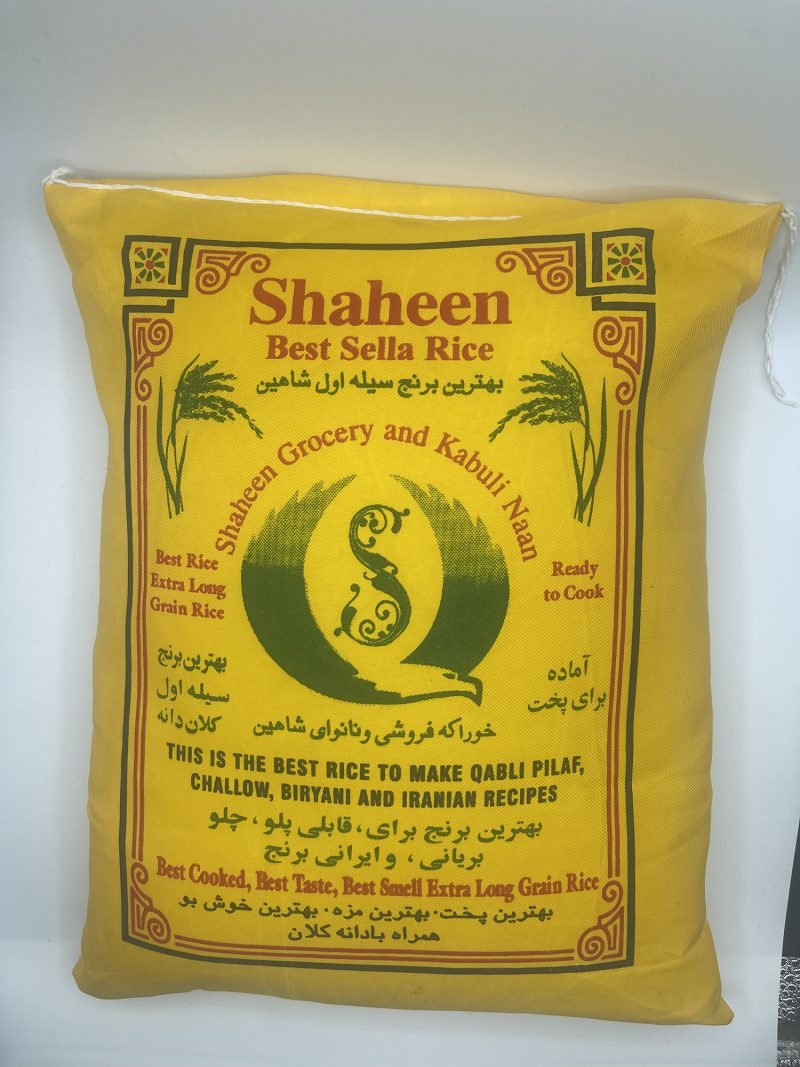 Shaheen
Best Sella Rice
بهترین برنج سیله اول شاهین
Shaheen Grocery and Kabuli Naan
Best Rice
Extra Long
Grain Rice
Ready
to Cook
بهترین برنج
سیله اول
کلان دانه
آماده
برای پخت
خوراکه فروشی ونانوای شاهین
THIS IS THE BEST RICE TO MAKE QABLI PILAF,
CHALLOW, BIRYANI AND IRANIAN RECIPES
بهترین برنج برای، قابلی پلو، چلو
بریانی، وایرانی برنج
Best Cooked, Best Taste, Best Smell Extra Long Grain Rice
بهترین پخت۰ بهترین مزه۰ بهترین خوش بو
همراه بادانه کلان